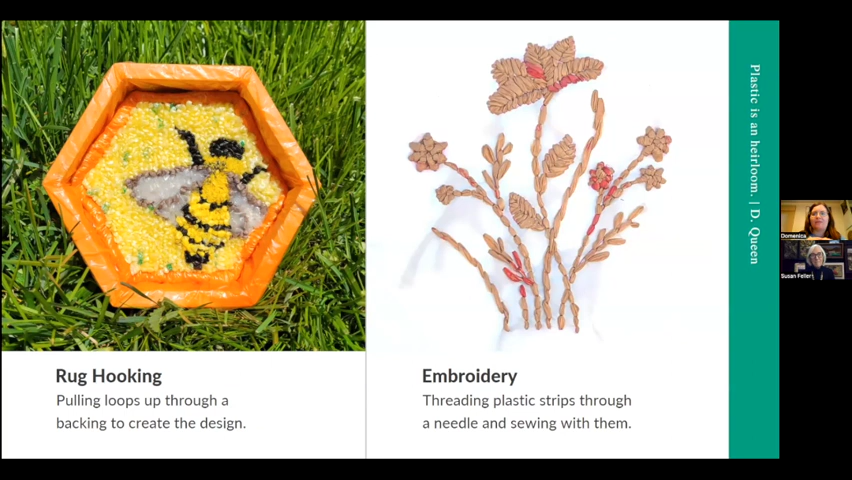 Rug Hooking
Pulling loops up through a
backing to create the design.
Embroidery
Threading plastic strips through
a needle and sewing with them.
Plastic is an heirloom. | D. Queen
Domenica
Susan Feller